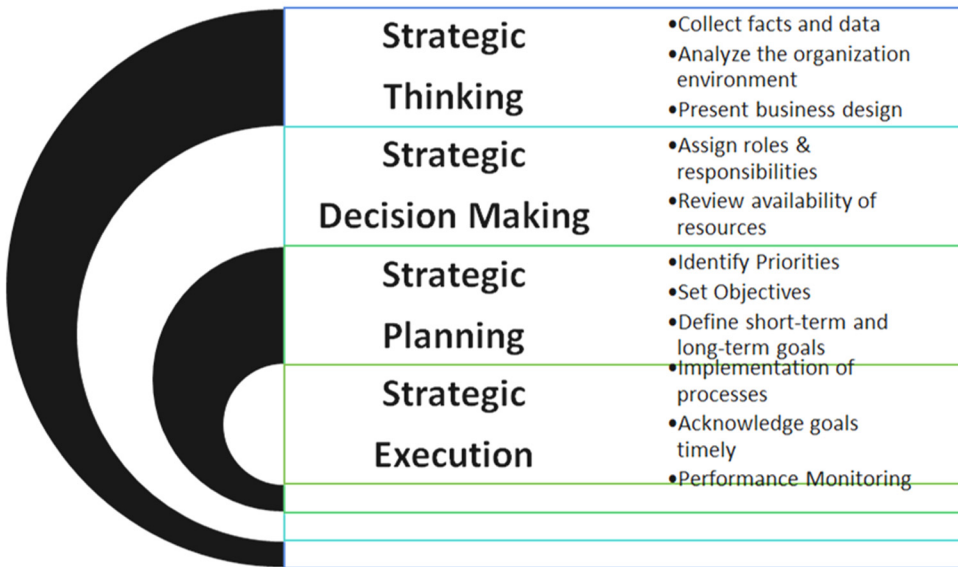 Strategic
Thinking
•Collect facts and data
•Analyze the organization
environment
•Present business design
Strategic
Decision Making
•Assign roles &
responsibilities
•Review availability of
resources
Strategic
Planning
•Identify Priorities
•Set Objectives
•Define short-term and
long-term goals
Strategic
Execution
•Implementation of
processes
•Acknowledge goals
timely
•Performance Monitoring